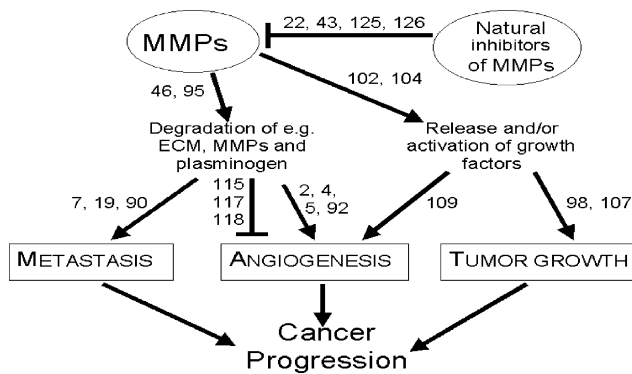 22, 43, 125, 126
MMPs
Natural
inhibitors
of MMPs
46, 95
102, 104
Degradation of e.g.
ECM, MMPs and
plasminogen
Release and/or
activation of growth
factors
7, 19, 90
115
117
118
2, 4,
5, 92
109
98, 107
METASTASIS
ANGIOGENESIS
TUMOR GROWTH
Cancer
Progression